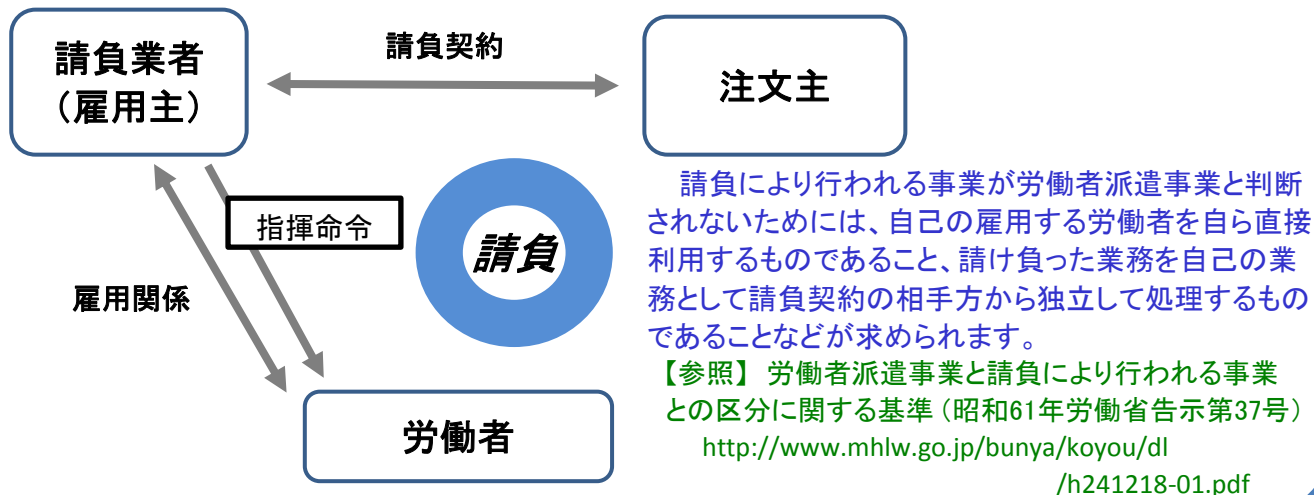 請負業者
(雇用主)
請負契約
注文主
指揮命令
請負
雇用関係
労働者
請負により行われる事業が労働者派遣事業と判断
されないためには、自己の雇用する労働者を自ら直接
利用するものであること、請け負った業務を自己の業
務として請負契約の相手方から独立して処理するもの
であることなどが求められます。
【参照】 労働者派遣事業と請負により行われる事業
との区分に関する基準(昭和61年労働省告示第37号)
http://www.mhlw.go.jp/bunya/koyou/dl
/h241218-01.pdf